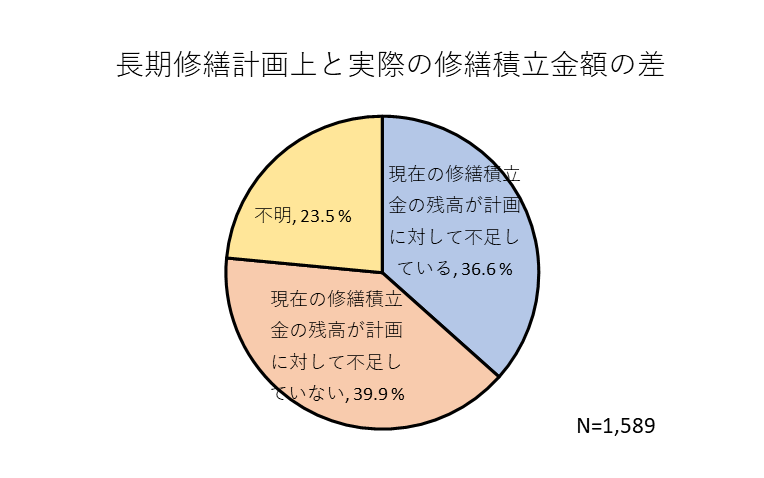 長期修繕計画上と実際の修繕積立金額の差
現在の修繕積立
金の残高が計画
に対して不足し
ている, 36.6%
不明, 23.5%
現在の修繕積立
金の残高が計画
に対して不足し
ていない, 39.9%
N=1,589